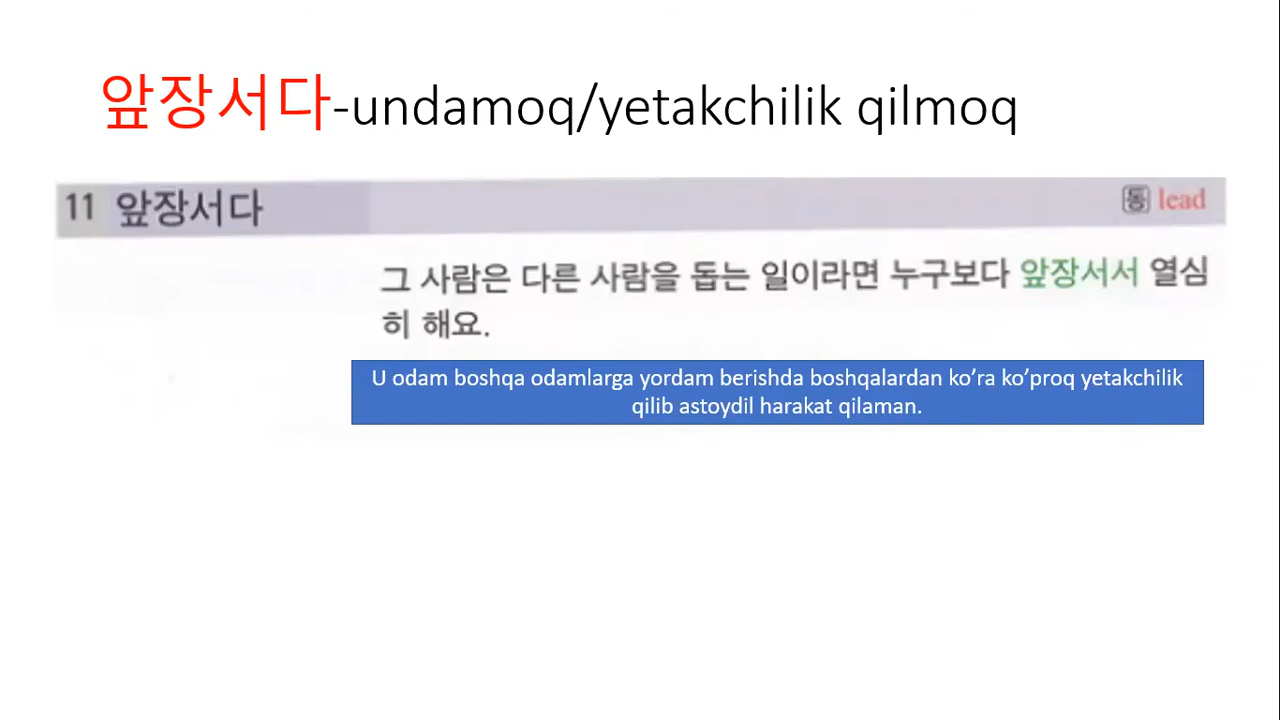 앞장서다-undamoq/yetakchilik qilmoq
11 앞장서다 동 lead
그 사람은 다른 사람을 돕는 일이라면 누구보다 앞장서서 열심
히 해요.
U odam boshqa odamlarga yordam berishda boshqalardan ko’ra ko’proq yetakchilik
qilib astoydil harakat qilaman.